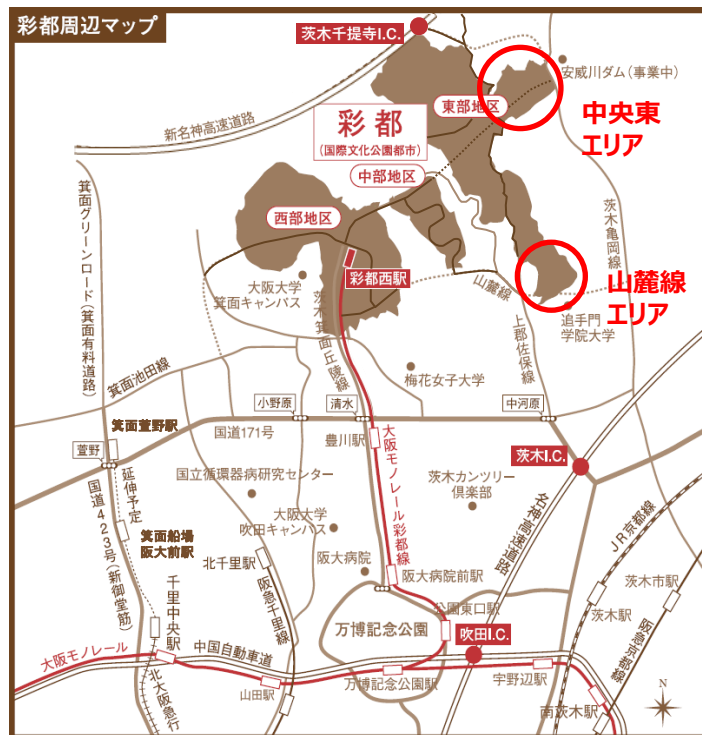 彩都周辺マップ
茨木千提寺I.C.
安威川ダム(事業中)
新名神高速道路
東部地区
中央東
エリア
彩都
(国際文化公園都市)
中部地区
西部地区
箕面グリーンロード(箕面有料道路)
茨木亀岡線
彩都西駅
大阪大学
箕面キャンパス
山麓線
山麓線
エリア
追手門
学院大学
茨木箕面丘陵線
上郡佐保線
箕面池田線
梅花女子大学
小野原
清水
中河原
箕面萱野駅
国道171号
豊川駅
萱野
茨木I.C.
延伸予定
国立循環器病研究センター
大阪モノレール彩都線
茨木カンツリー
倶楽部
名神高速道路
国道423号(新御堂筋)
大阪大学
吹田キャンパス
箕面船場
阪大前駅
北千里駅
阪大病院
阪大病院前駅
JR京都線
茨木市駅
茨木駅
阪急京都線
千里中央駅
阪急千里線
公園東口駅
万博記念公園
吹田I.C.
大阪モノレール
中国自動車道
北大阪急行
山田駅
万博記念公園駅
宇野辺駅
南茨木駅
N